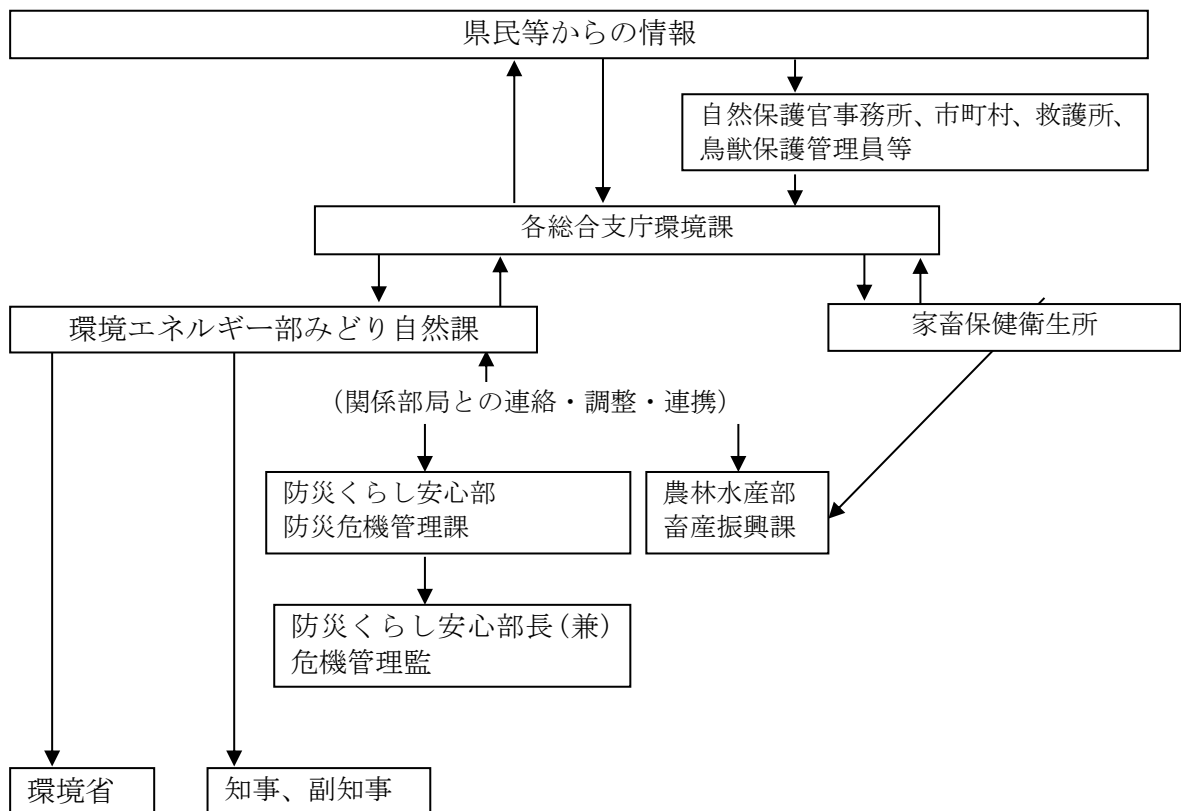 県民等からの情報
自然保護官事務所、市町村、救護所、
鳥獣保護管理員等
各総合支庁環境課
環境エネルギー部みどり自然課
家畜保健衛生所
（関係部局との連絡・調整・連携）
防災くらし安心部
防災危機管理課
農林水産部
畜産振興課
防災くらし安心部長（兼）
危機管理監
環境省
知事、副知事